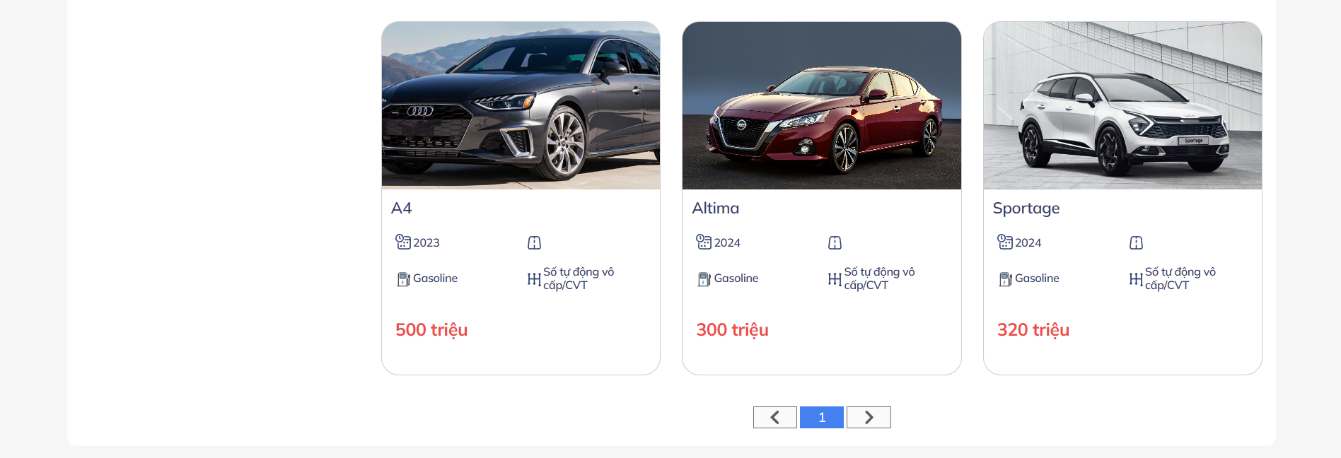 A4
Altima
Sportage
2023
2024
2024
Gasoline
Số tự động vô
cấp/CVT
Gasoline
Số tự động vô
cấp/CVT
Gasoline
Số tự động vô
cấp/CVT
500 triệu
300 triệu
320 triệu
1
Sportage